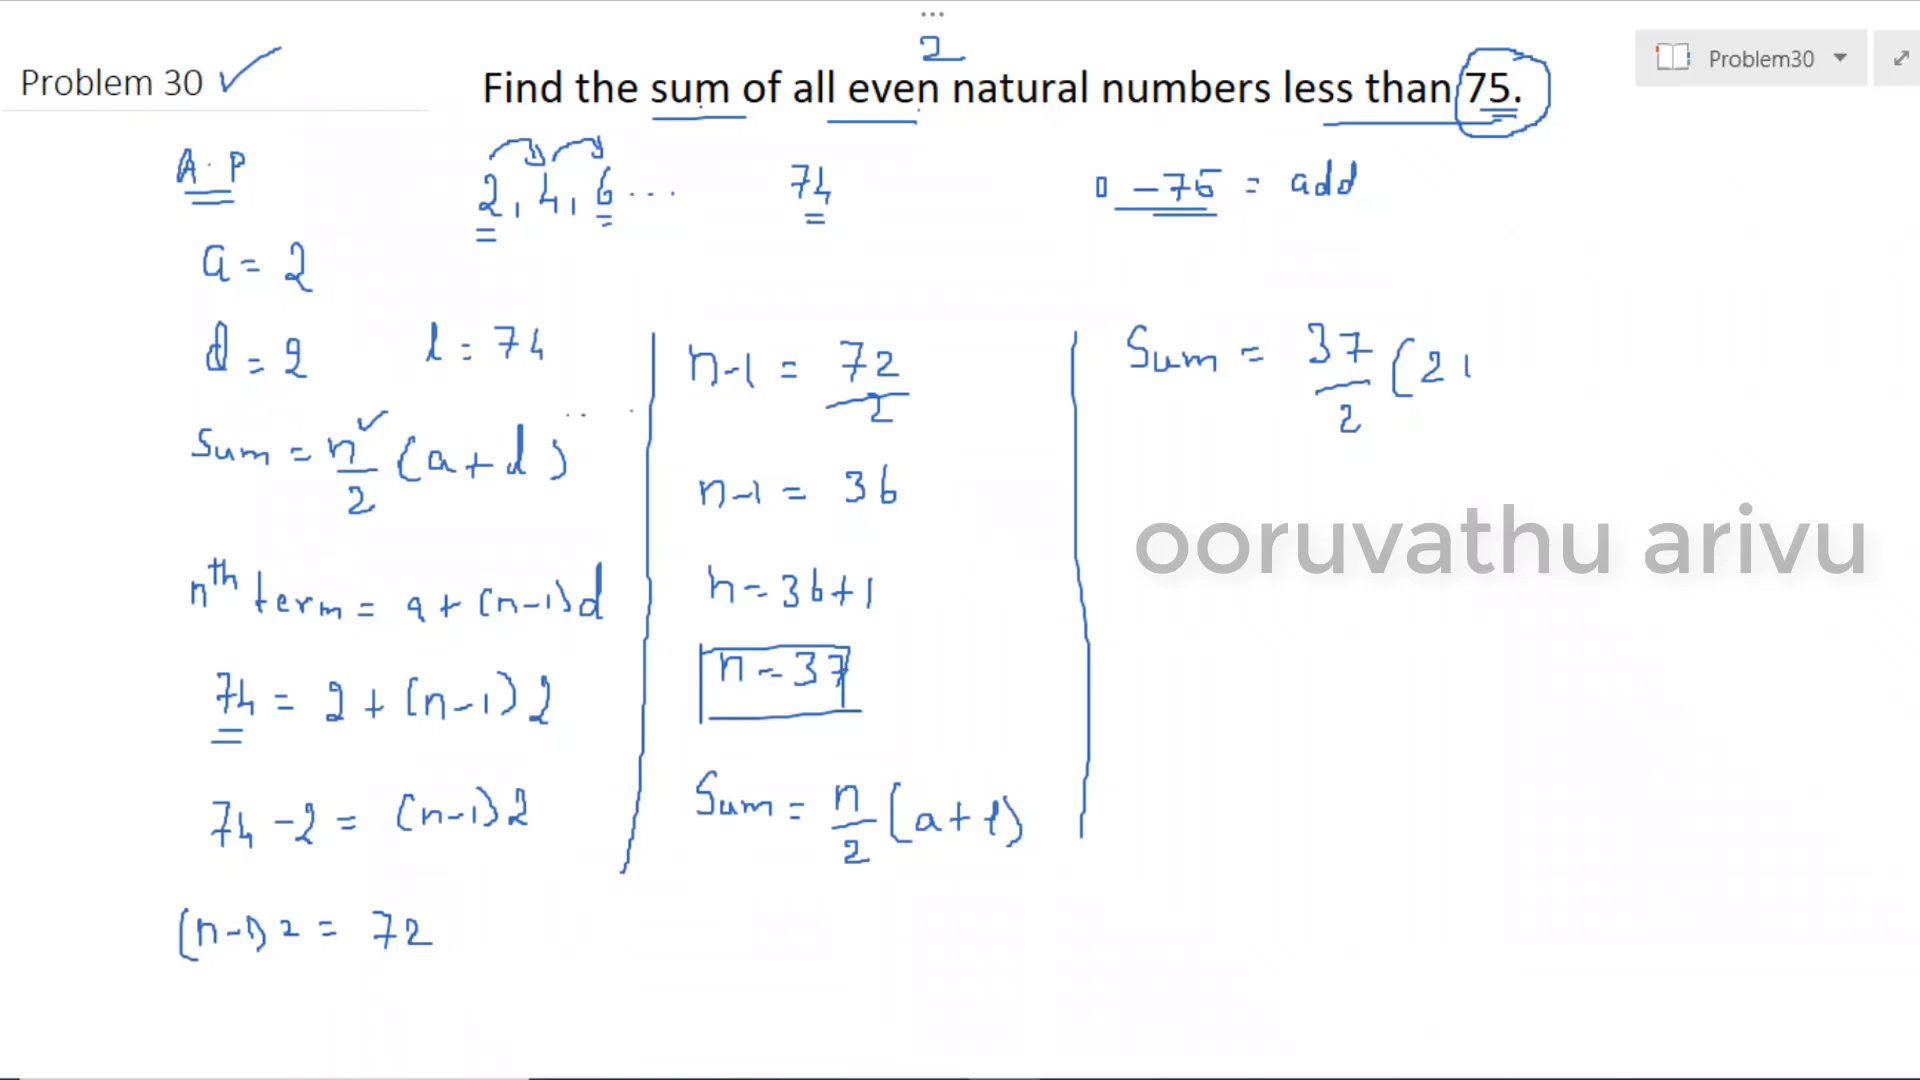 ...
2
Problem 30 ✓
Find the sum of all even natural numbers less than 75.
Problem30
A.P
2, 4, 6 ... 74
0 - 75 = add
a = 2
d = 2
l = 74
Sum = n/2 (a + l)
nth term = a + (n-1)d
74 = 2 + (n-1) 2
74 - 2 = (n-1) 2
(n-1) 2 = 72
n-1 = 72/2
n-1 = 36
n = 36+1
n = 37
Sum = n/2 (a + l)
Sum = 37/2 (2 +
ooruvathu arivu